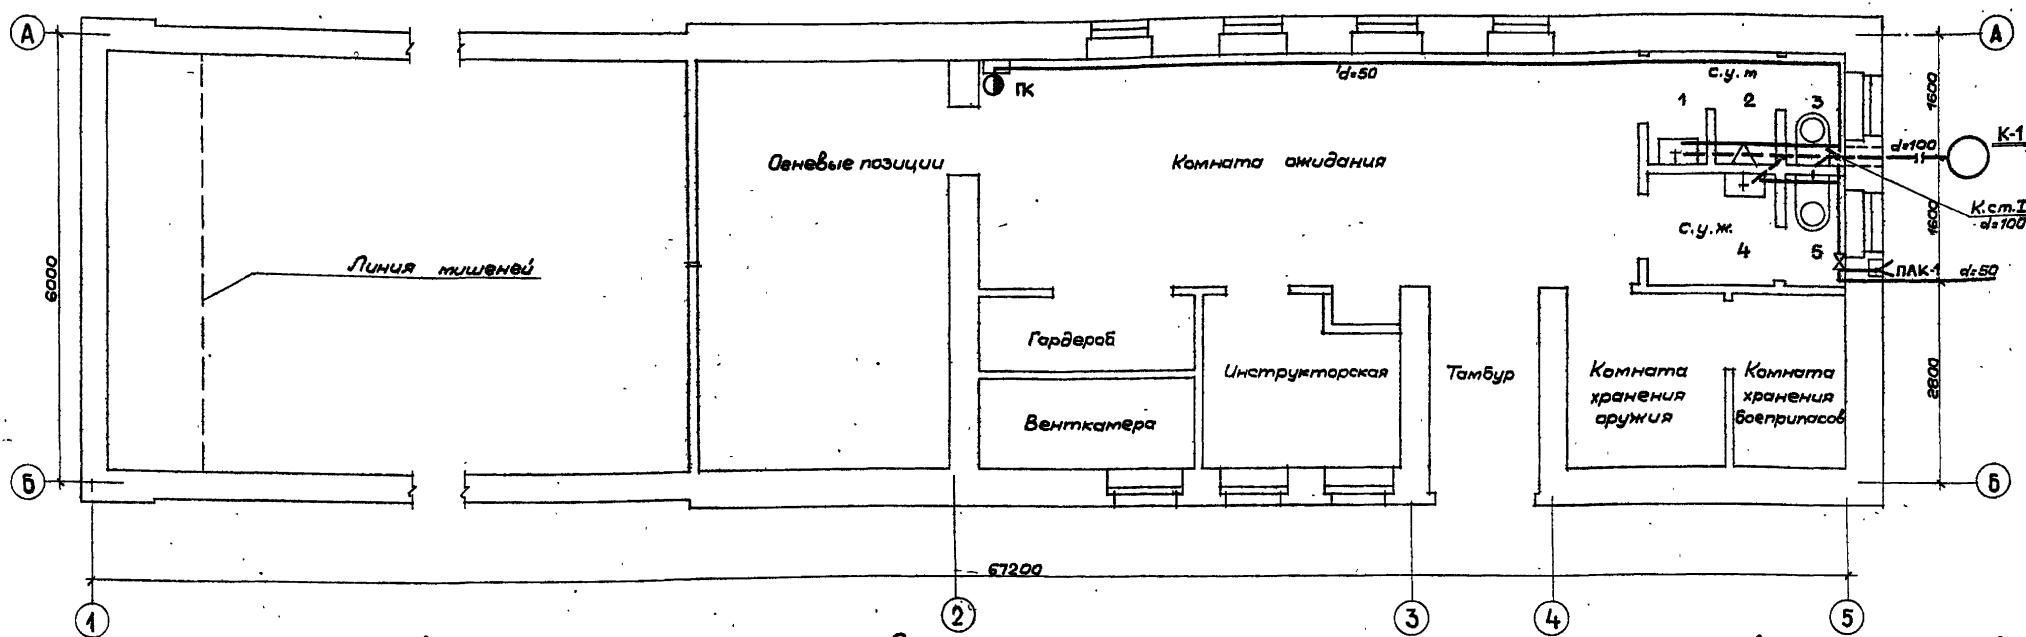 А
А
d=50
с.у.м
ПК
1
2
3
1600
К-1
d=100
Огневые позиции
Комната ожидания
К.ст.I
d=100
1600
с.у.ж.
4
5
ПАК-1
d=50
Линия мишеней
6000
Гардероб
Инструкторская
Тамбур
Комната
хранения
оружия
Комната
хранения
боеприпасов
2800
Венткамера
Б
Б
67200
1
2
3
4
5